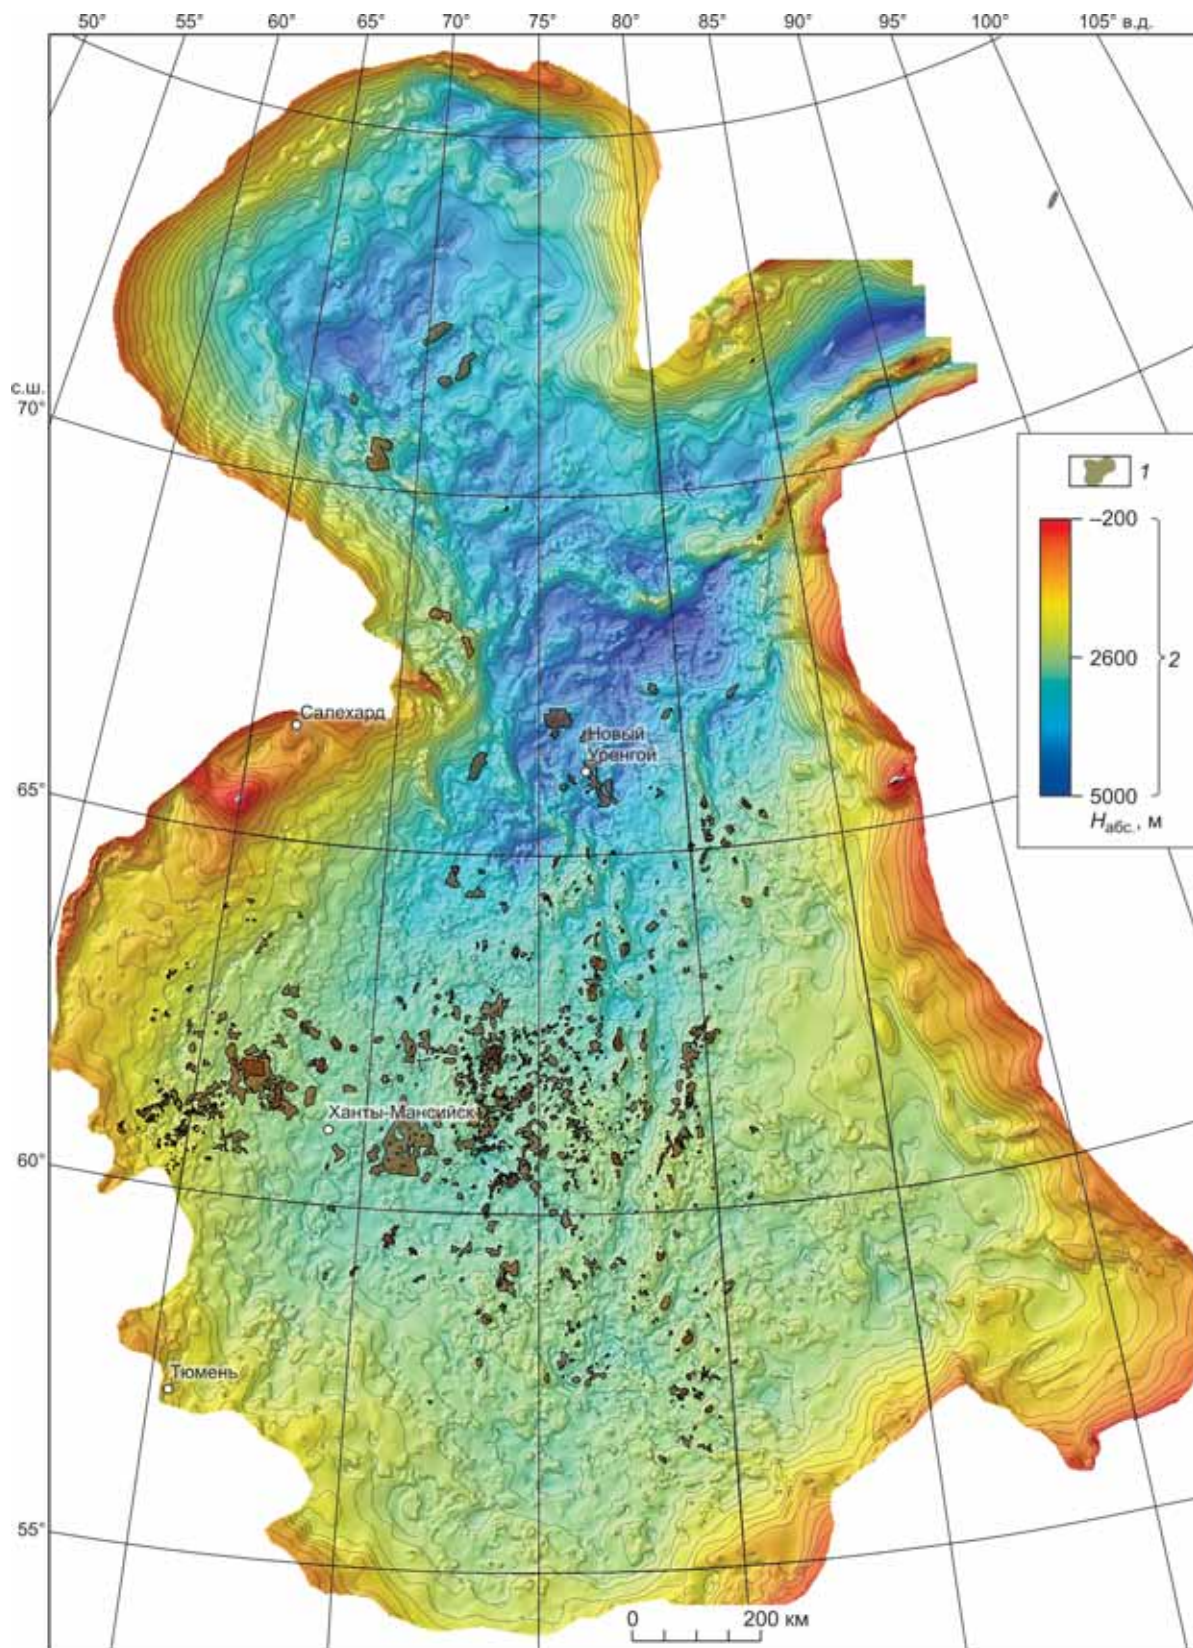 50° 55° 60° 65° 70° 75° 80° 85° 90° 95° 100° 105° в.д.
с.ш.
70°
1
–200
2600
2
5000
Hабс., м
Салехард
Новый
Уренгой
65°
Ханты-Мансийск
60°
Тюмень
55°
0 200 км